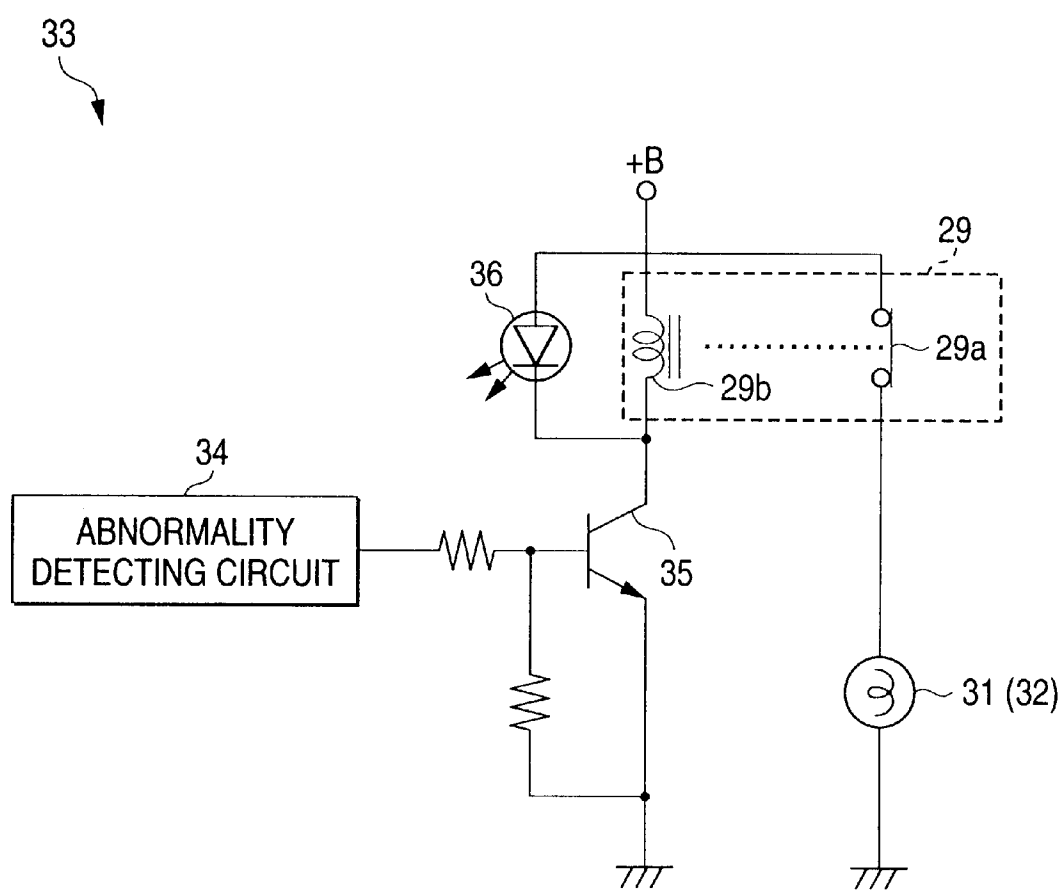 33
+B
29
36
29a
29b
34
ABNORMALITY
DETECTING CIRCUIT
35
31 (32)